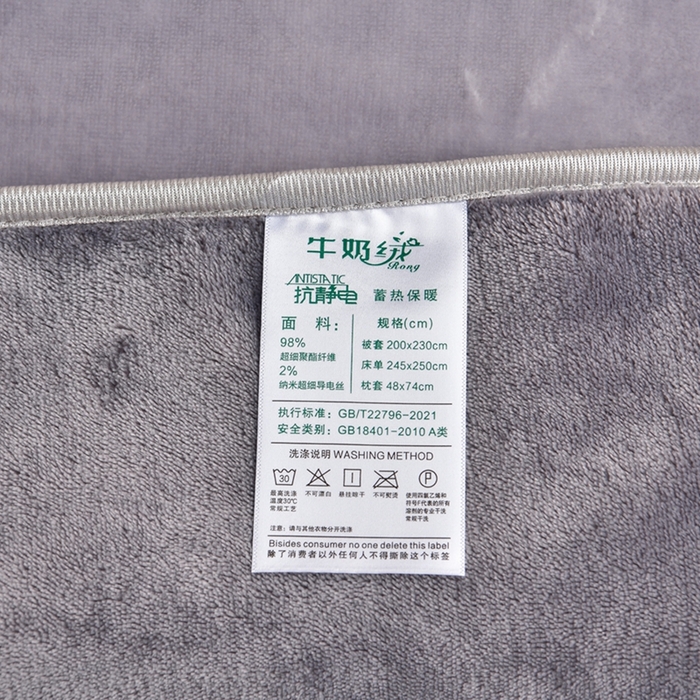 牛奶绒
Rong
ANTISTATIC
抗静电 蓄热保暖
面 料：
98%
超细聚酯纤维
2%
纳米超细导电丝
规格(cm)
被套 200x230cm
床单 245x250cm
枕套 48x74cm
执行标准：GB/T22796-2021
安全类别：GB18401-2010 A类
洗涤说明 WASHING METHOD
30
P
最高洗涤
温度30℃
常规工艺
不可漂白
悬挂晾干
不可熨烫
使用四氯乙烯和
符号F代表的所有
溶剂的专业干洗
常规干洗
注意：请与其他衣物分开洗涤
Bisides consumer no one delete this label
除了消费者以外任何人不得撕除这个标签